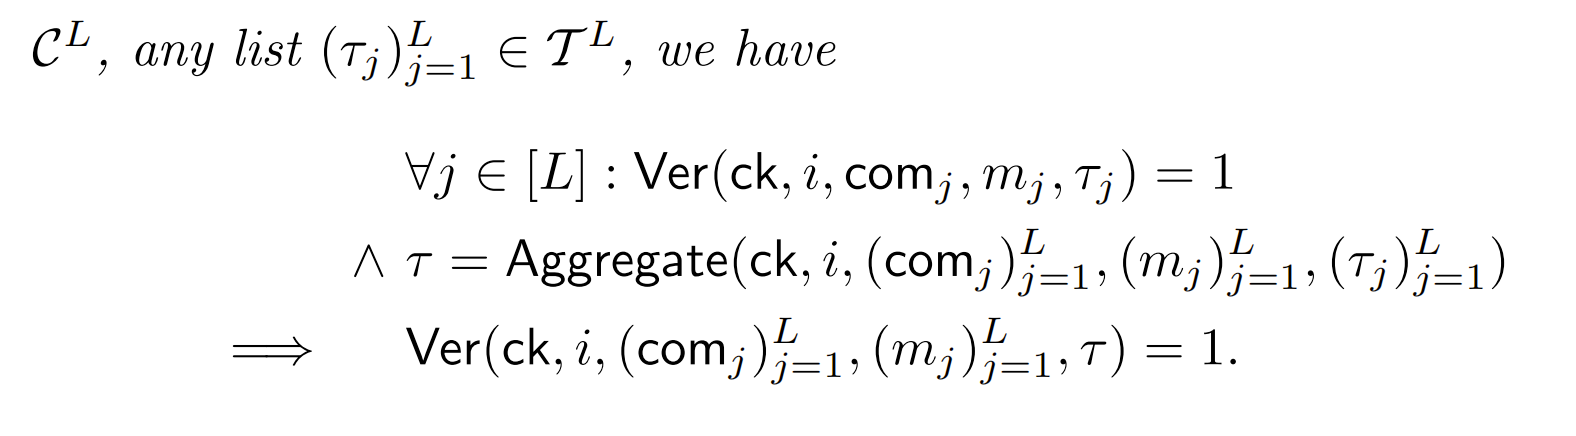 𝒞^L, any list (τ_j)_{j=1}^L ∈ 𝒯^L, we have
∀j ∈ [L] : Ver(ck, i, com_j, m_j, τ_j) = 1
∧ τ = Aggregate(ck, i, (com_j)_{j=1}^L, (m_j)_{j=1}^L, (τ_j)_{j=1}^L)
⟹ Ver(ck, i, (com_j)_{j=1}^L, (m_j)_{j=1}^L, τ) = 1.